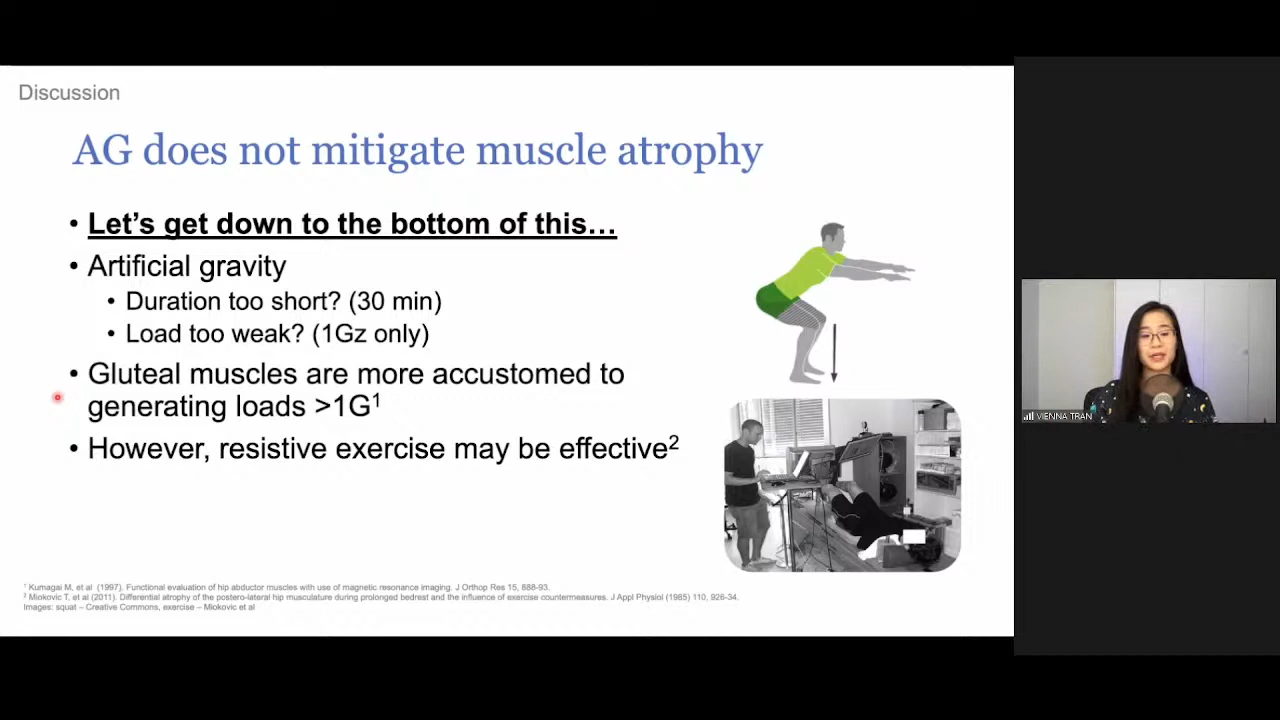 Discussion
AG does not mitigate muscle atrophy
• Let's get down to the bottom of this…
• Artificial gravity
• Duration too short? (30 min)
• Load too weak? (1Gz only)
• Gluteal muscles are more accustomed to
generating loads >1G¹
• However, resistive exercise may be effective²
¹ Kumagai M, et al (1997). Functional evaluation of hip abductor muscles with use of magnetic resonance imaging. J Orthop Res 15, 888-93.
² Miokovic T, et al (2011). Differential atrophy of the postero-lateral hip musculature during prolonged bedrest and the influence of exercise countermeasures. J Appl Physiol (1985) 110, 926-34.
Images: squat – Creative Commons, exercise – Miokovic et al
VIENNA TRAN